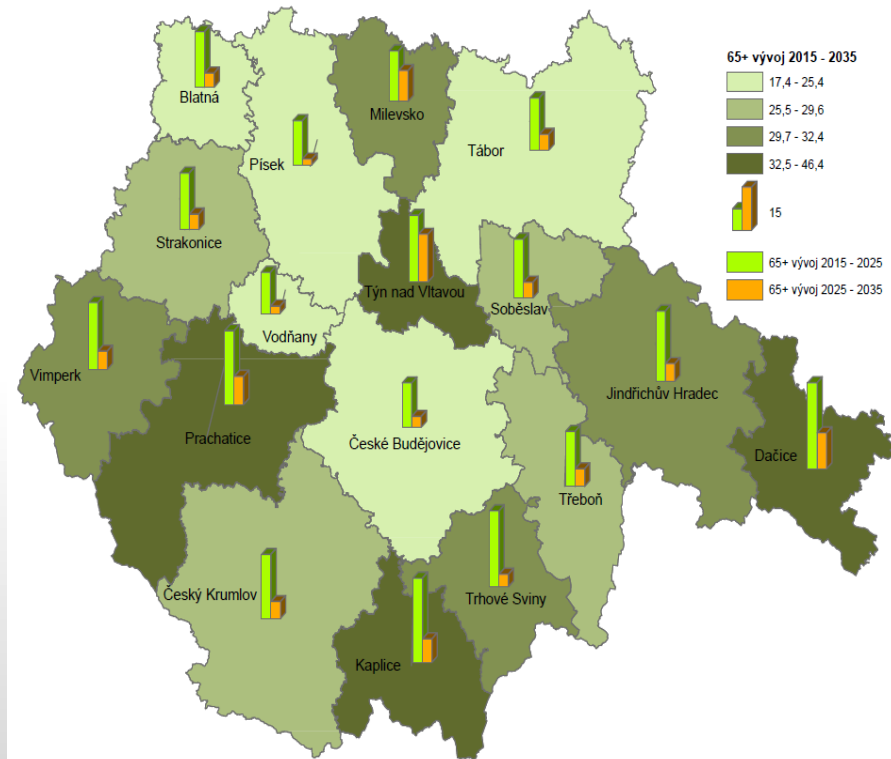 65+ vývoj 2015 - 2035
17,4 - 25,4
25,5 - 29,6
29,7 - 32,4
32,5 - 46,4
15
65+ vývoj 2015 - 2025
65+ vývoj 2025 - 2035
Blatná
Milevsko
Tábor
Písek
Strakonice
Týn nad Vltavou
Soběslav
Vodňany
Vimperk
Jindřichův Hradec
Prachatice
České Budějovice
Dačice
Třeboň
Český Krumlov
Trhové Sviny
Kaplice